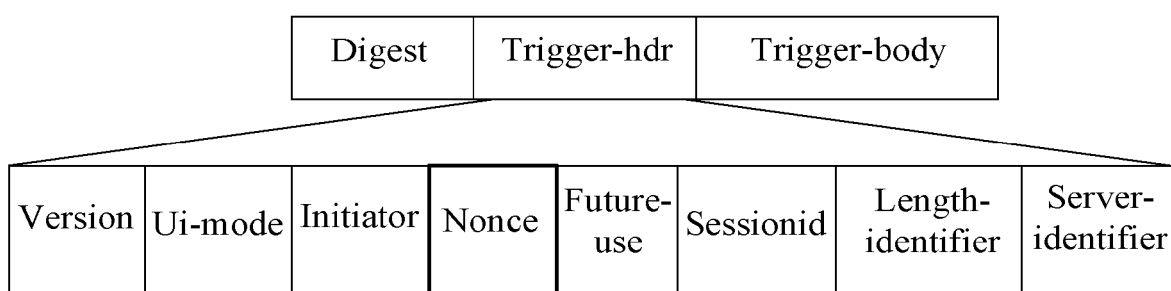 Digest Trigger-hdr Trigger-body
Version Ui-mode Initiator Nonce Future-use Sessionid Length-identifier Server-identifier